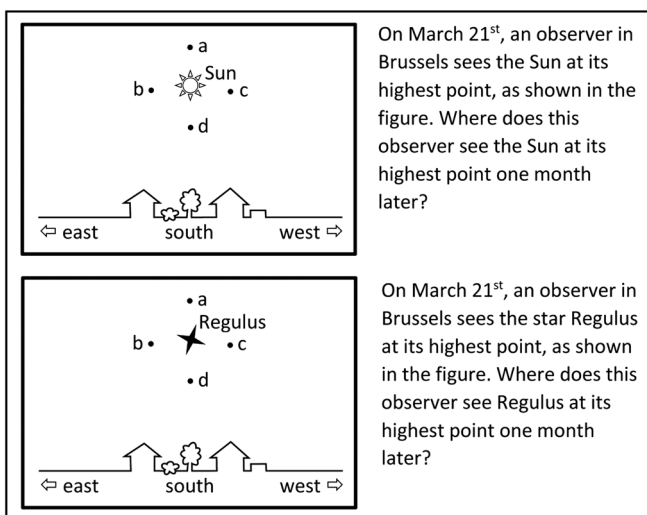 a
Sun
b
c
d
⇦ east south west ⇨
On March 21st, an observer in
Brussels sees the Sun at its
highest point, as shown in the
figure. Where does this
observer see the Sun at its
highest point one month
later?
a
Regulus
b
c
d
⇦ east south west ⇨
On March 21st, an observer in
Brussels sees the star Regulus
at its highest point, as shown
in the figure. Where does this
observer see Regulus at its
highest point one month
later?